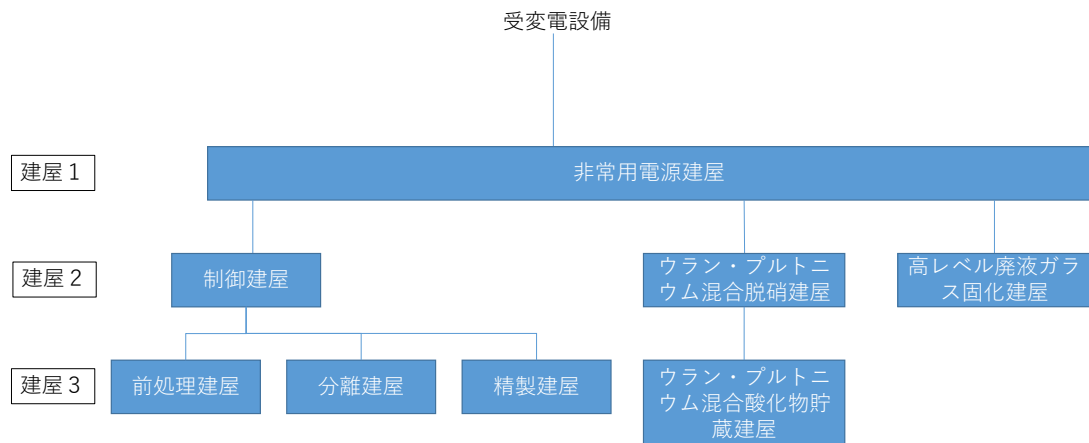 受変電設備
建屋１
非常用電源建屋
建屋２
制御建屋
ウラン・プルトニ
ウム混合脱硝建屋
高レベル廃液ガラ
ス固化建屋
建屋３
前処理建屋
分離建屋
精製建屋
ウラン・プルトニ
ウム混合酸化物貯
蔵建屋